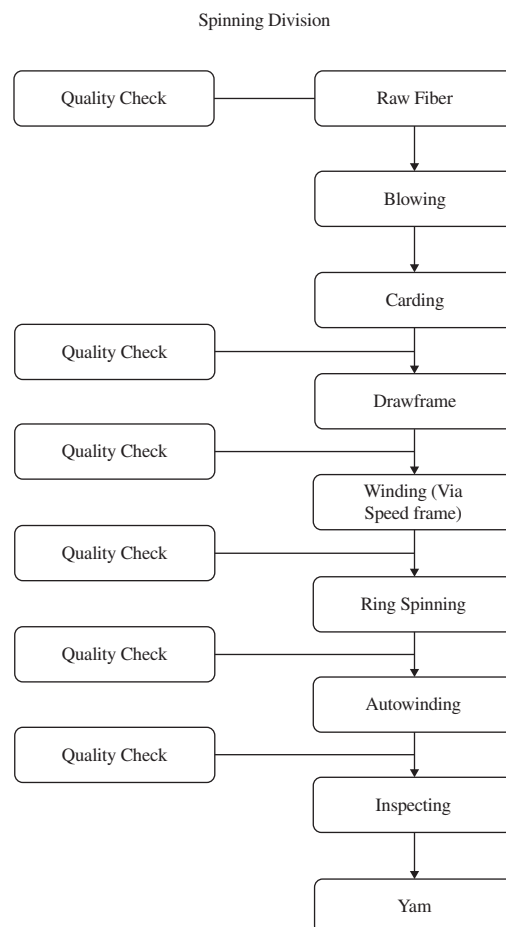 Spinning Division
Quality Check
Raw Fiber
Blowing
Carding
Quality Check
Drawframe
Quality Check
Winding (Via
Speed frame)
Quality Check
Ring Spinning
Quality Check
Autowinding
Quality Check
Inspecting
Yam